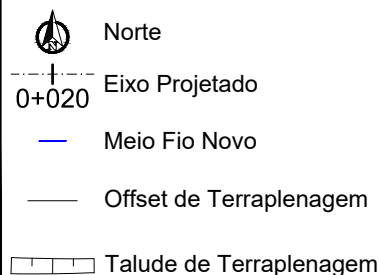 Norte
Eixo Projetado
0+020
Meio Fio Novo
Offset de Terraplenagem
Talude de Terraplenagem